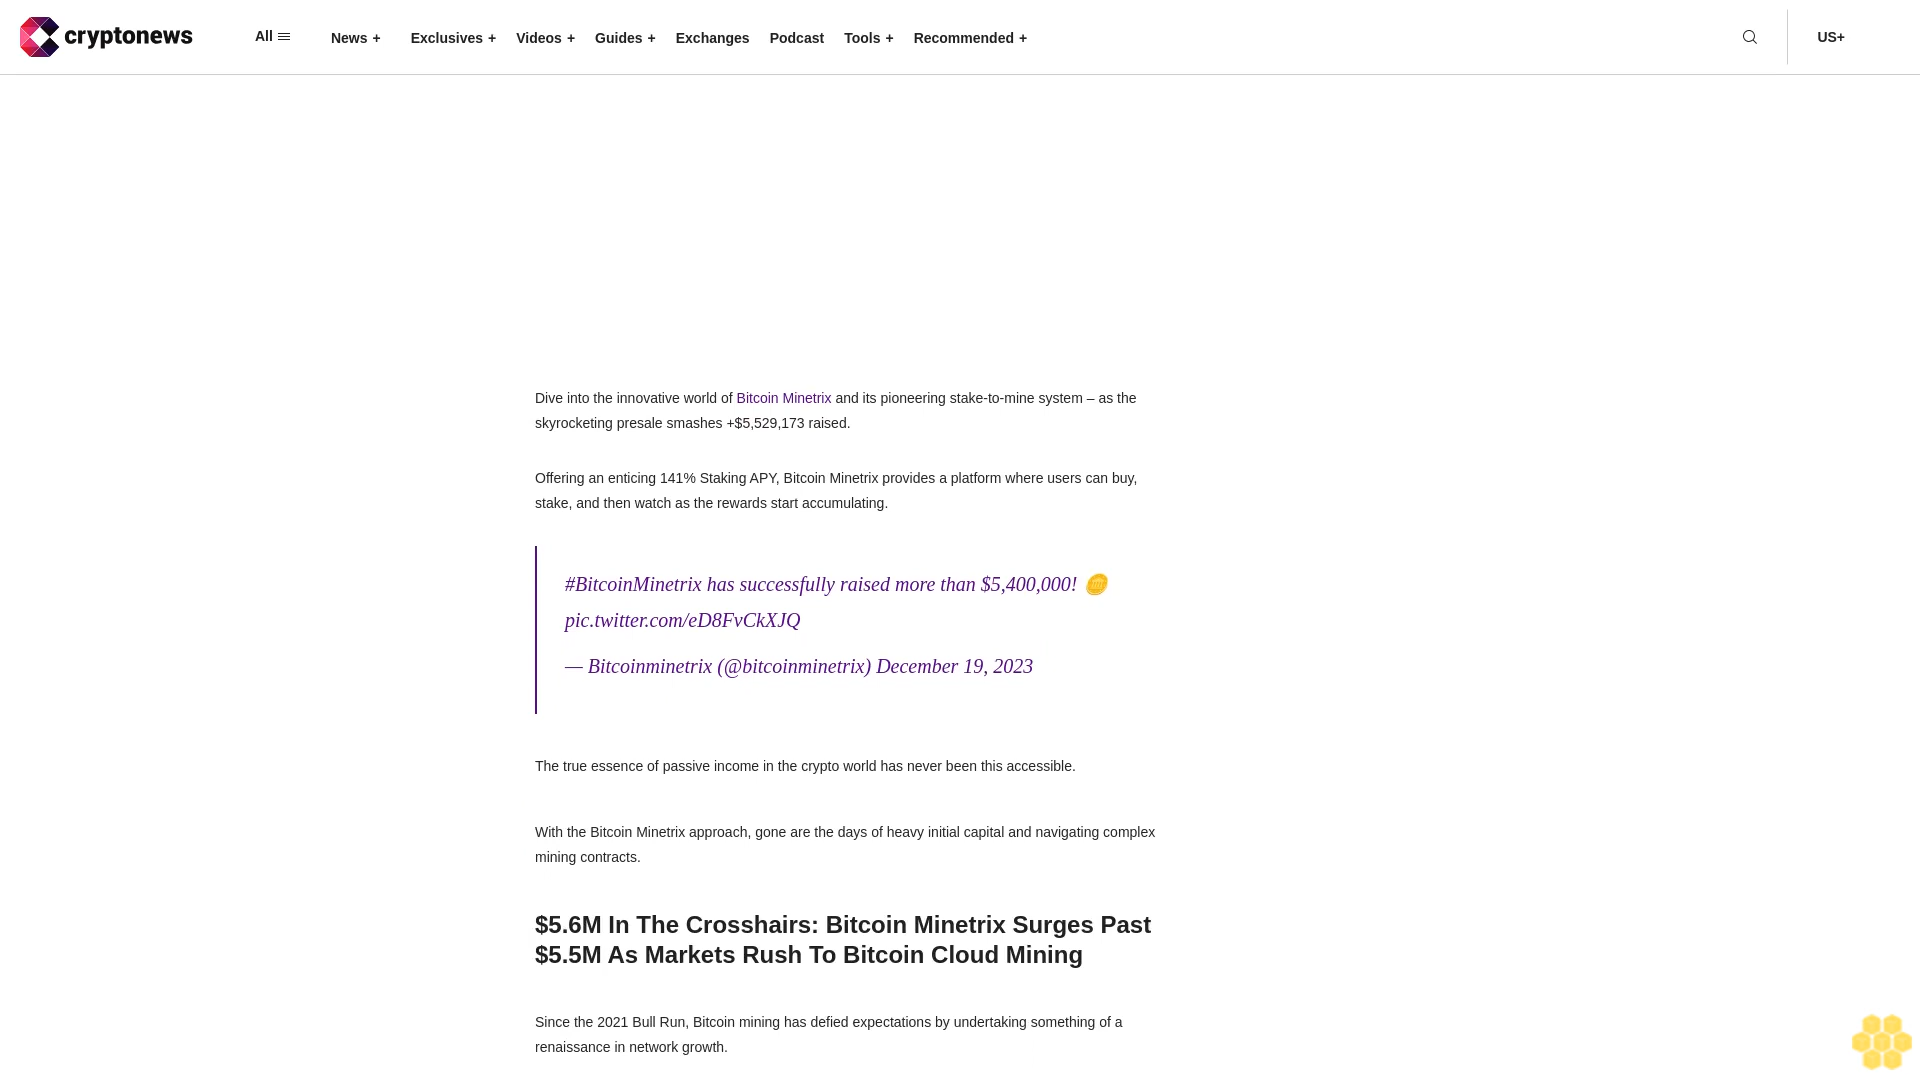 cryptonews
All
News +
Exclusives +
Videos +
Guides +
Exchanges
Podcast
Tools +
Recommended +
US+
Dive into the innovative world of Bitcoin Minetrix and its pioneering stake-to-mine system – as the
skyrocketing presale smashes +$5,529,173 raised.
Offering an enticing 141% Staking APY, Bitcoin Minetrix provides a platform where users can buy,
stake, and then watch as the rewards start accumulating.
#BitcoinMinetrix has successfully raised more than $5,400,000! 🪙
pic.twitter.com/eD8FvCkXJQ
— Bitcoinminetrix (@bitcoinminetrix) December 19, 2023
The true essence of passive income in the crypto world has never been this accessible.
With the Bitcoin Minetrix approach, gone are the days of heavy initial capital and navigating complex
mining contracts.
$5.6M In The Crosshairs: Bitcoin Minetrix Surges Past
$5.5M As Markets Rush To Bitcoin Cloud Mining
Since the 2021 Bull Run, Bitcoin mining has defied expectations by undertaking something of a
renaissance in network growth.